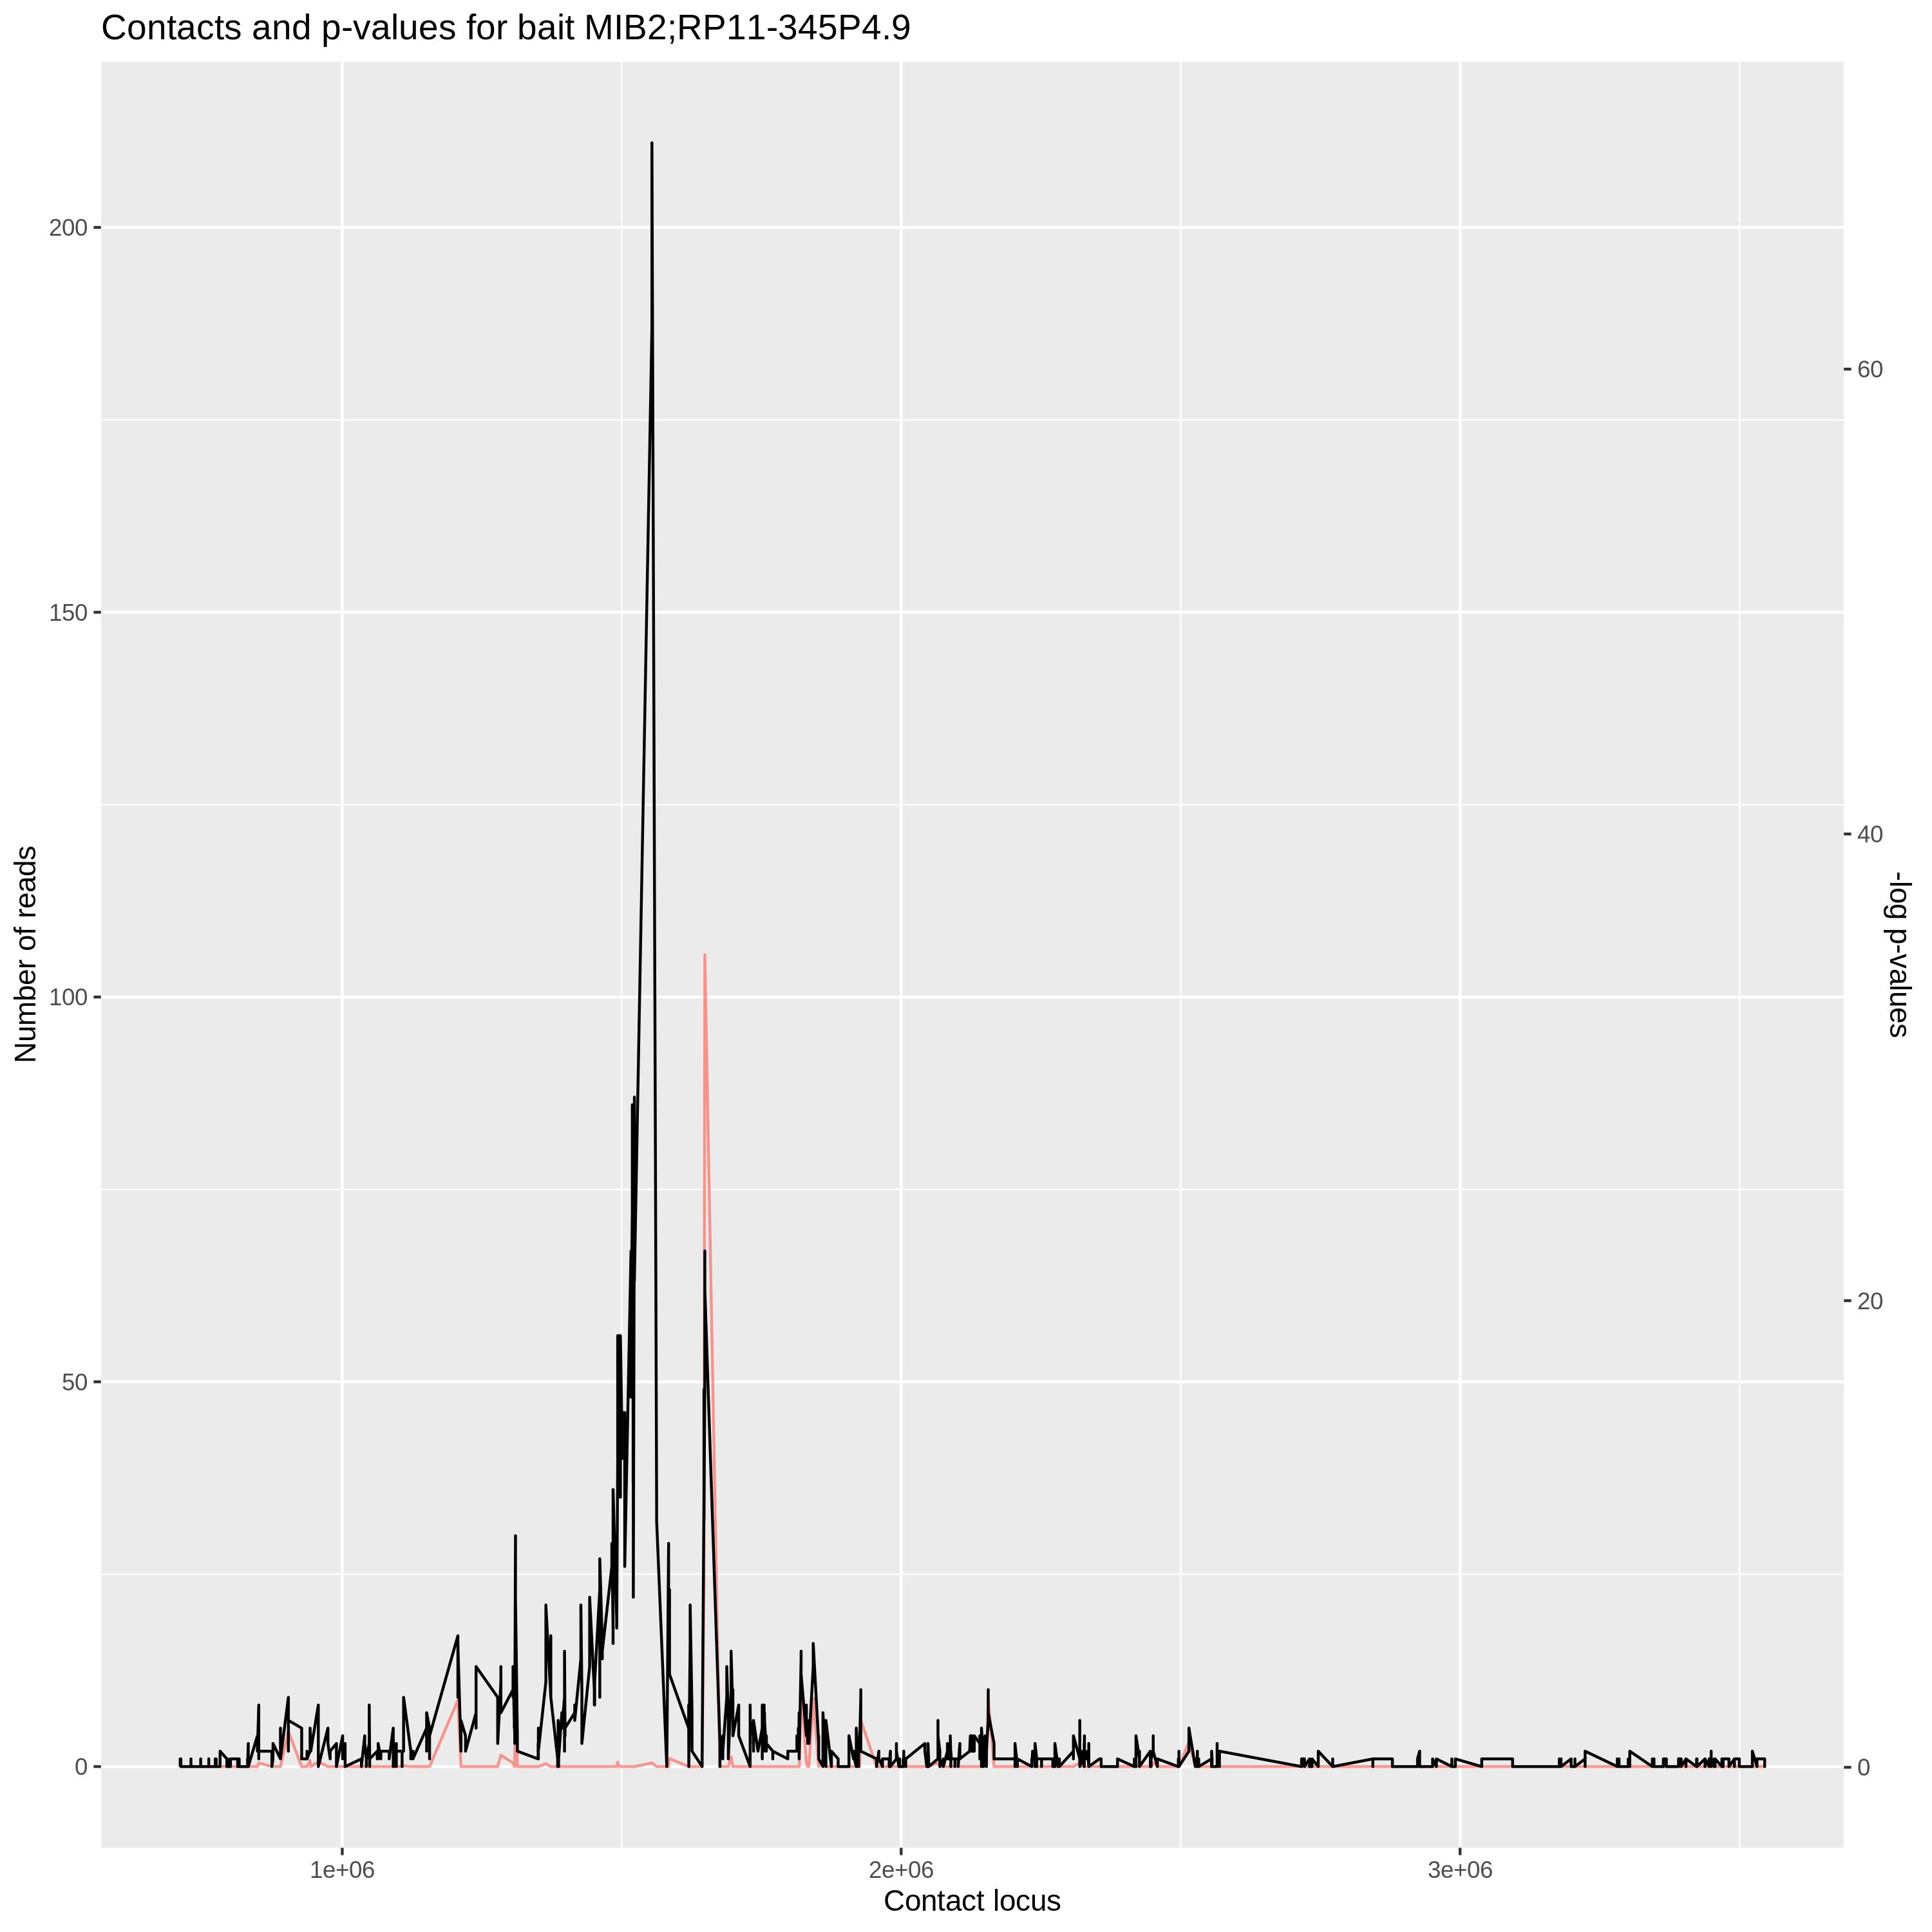 Contacts and p-values for bait MIB2;RP11-345P4.9
200
150
100
50
0
Number of reads
60
40
20
0
-log p-values
1e+06
2e+06
3e+06
Contact locus